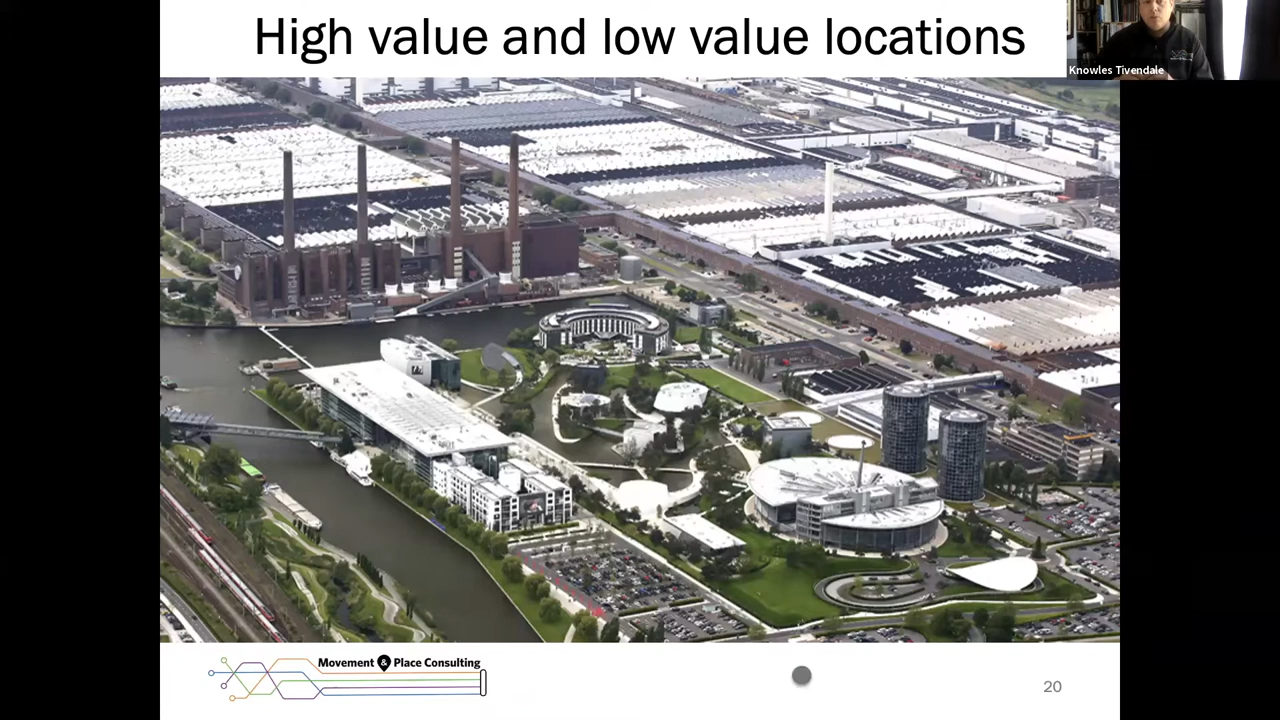 High value and low value locations
Knowles Tivendale
Movement & Place Consulting
20